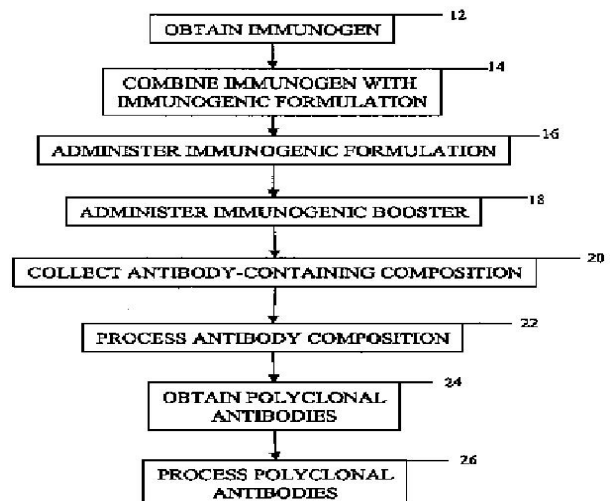 12
OBTAIN IMMUNOGEN
14
COMBINE IMMUNOGEN WITH
IMMUNOGENIC FORMULATION
16
ADMINISTER IMMUNOGENIC FORMULATION
18
ADMINISTER IMMUNOGENIC BOOSTER
20
COLLECT ANTIBODY-CONTAINING COMPOSITION
22
PROCESS ANTIBODY COMPOSITION
24
OBTAIN POLYCLONAL
ANTIBODIES
26
PROCESS POLYCLONAL
ANTIBODIES